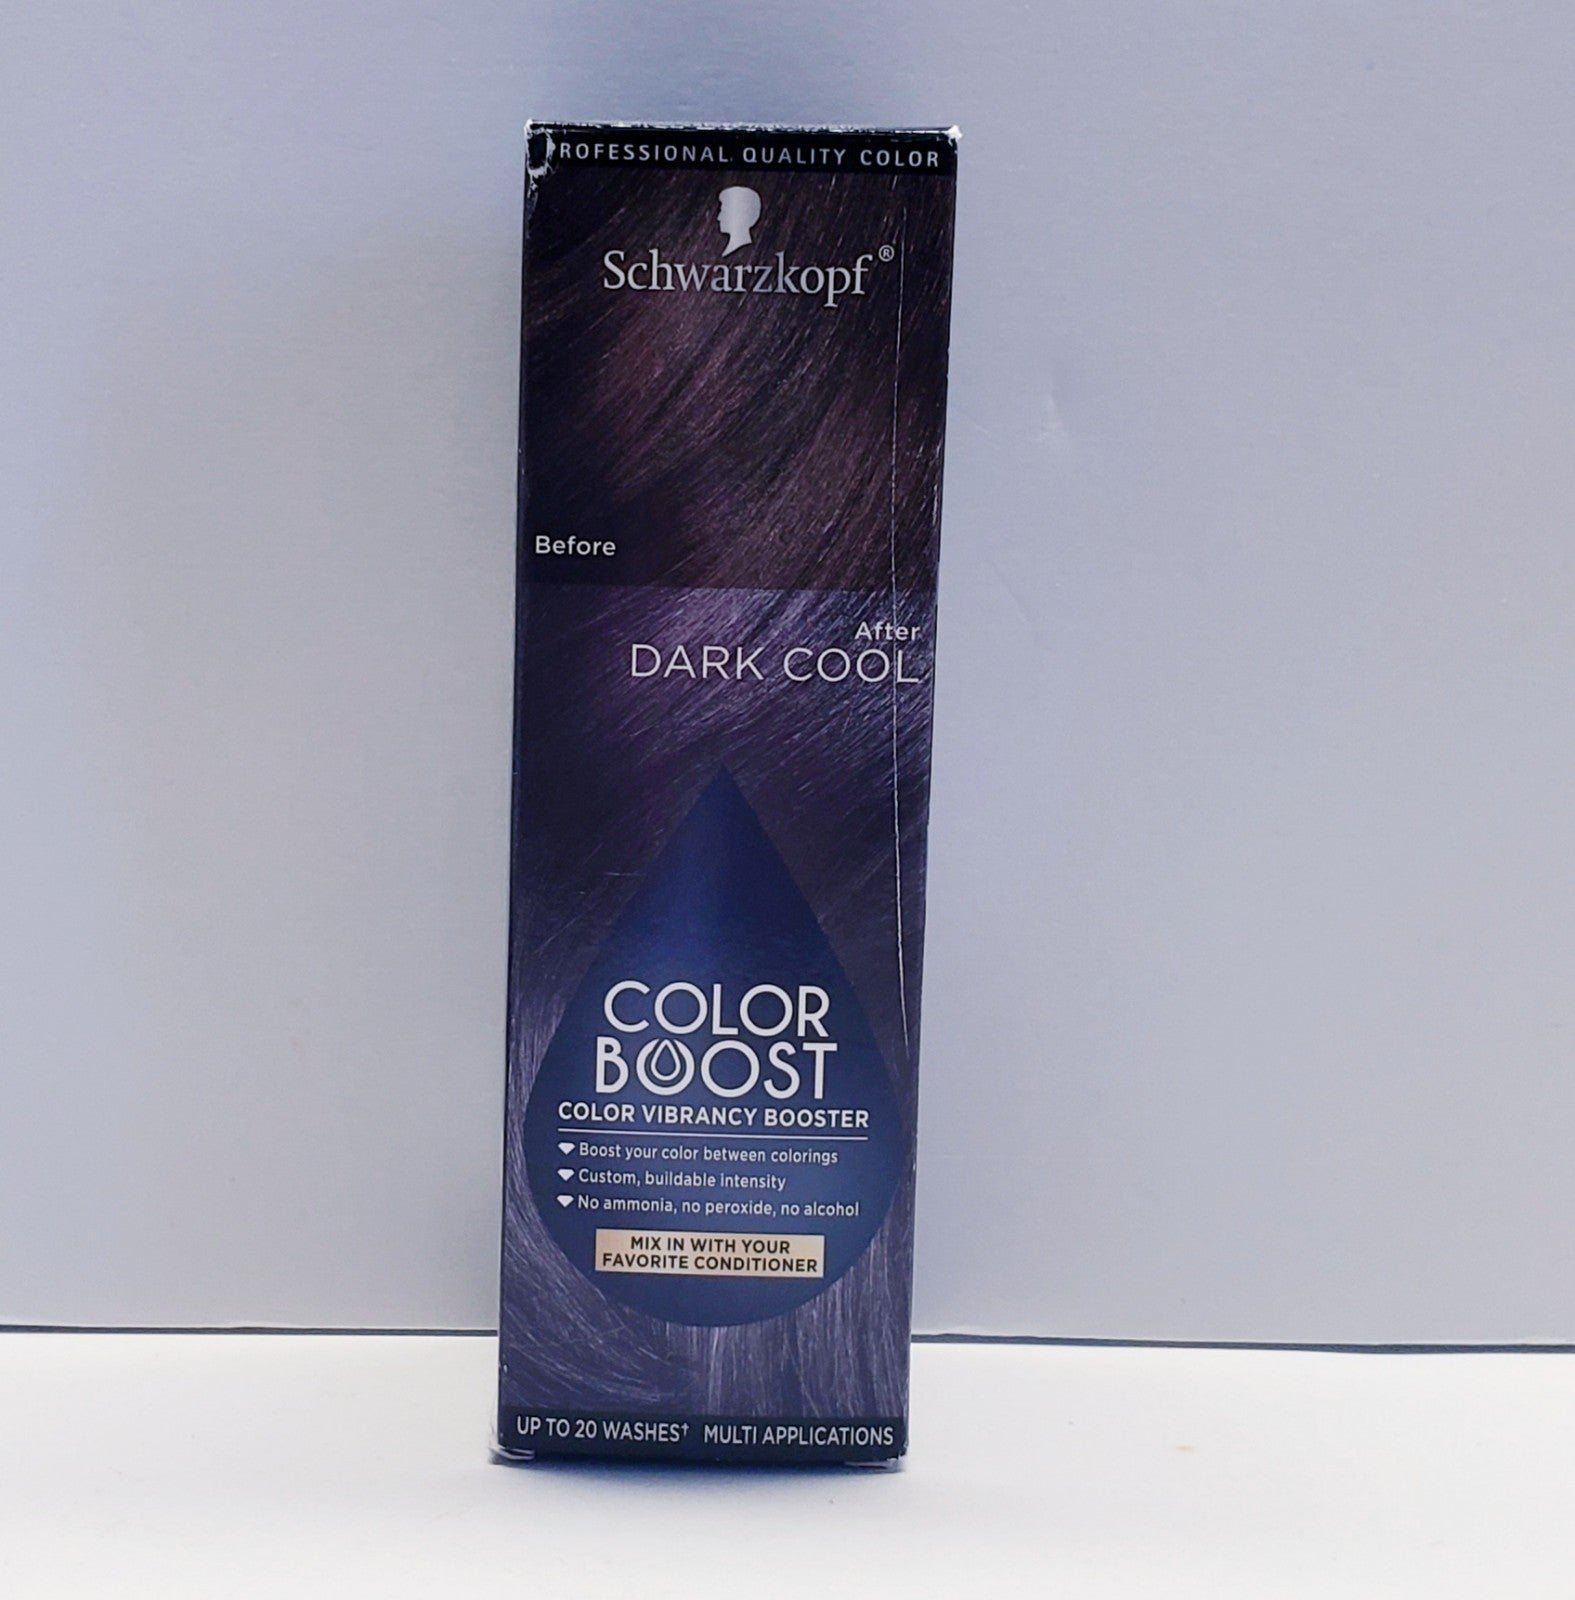 PROFESSIONAL QUALITY COLOR
Schwarzkopf®
Before
After
DARK COOL
COLOR
BOOST
COLOR VIBRANCY BOOSTER
Boost your color between colorings
Custom, buildable intensity
No ammonia, no peroxide, no alcohol
MIX IN WITH YOUR
FAVORITE CONDITIONER
UP TO 20 WASHES† MULTI APPLICATIONS